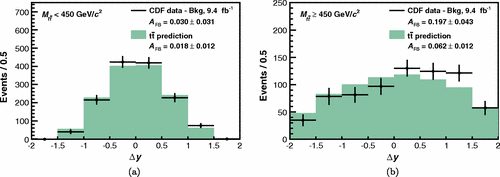 M_tt̄ < 450 GeV/c²
CDF data - Bkg, 9.4 fb⁻¹
A_FB = 0.030 ± 0.031
tt̄ prediction
A_FB = 0.018 ± 0.012
Events / 0.5
700
600
500
400
300
200
100
0
-2 -1.5 -1 -0.5 0 0.5 1 1.5 2
Δy
(a)
M_tt̄ ≥ 450 GeV/c²
CDF data - Bkg, 9.4 fb⁻¹
A_FB = 0.197 ± 0.043
tt̄ prediction
A_FB = 0.062 ± 0.012
Events / 0.5
250
200
150
100
50
0
-2 -1.5 -1 -0.5 0 0.5 1 1.5 2
Δy
(b)